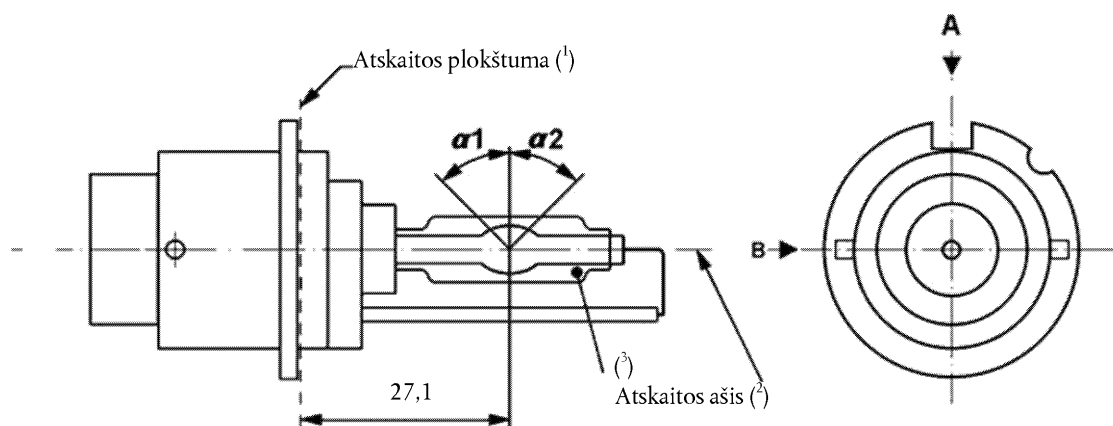 A
Atskaitos plokštuma (¹)
α1 α2
B
(³)
27,1
Atskaitos ašis (²)